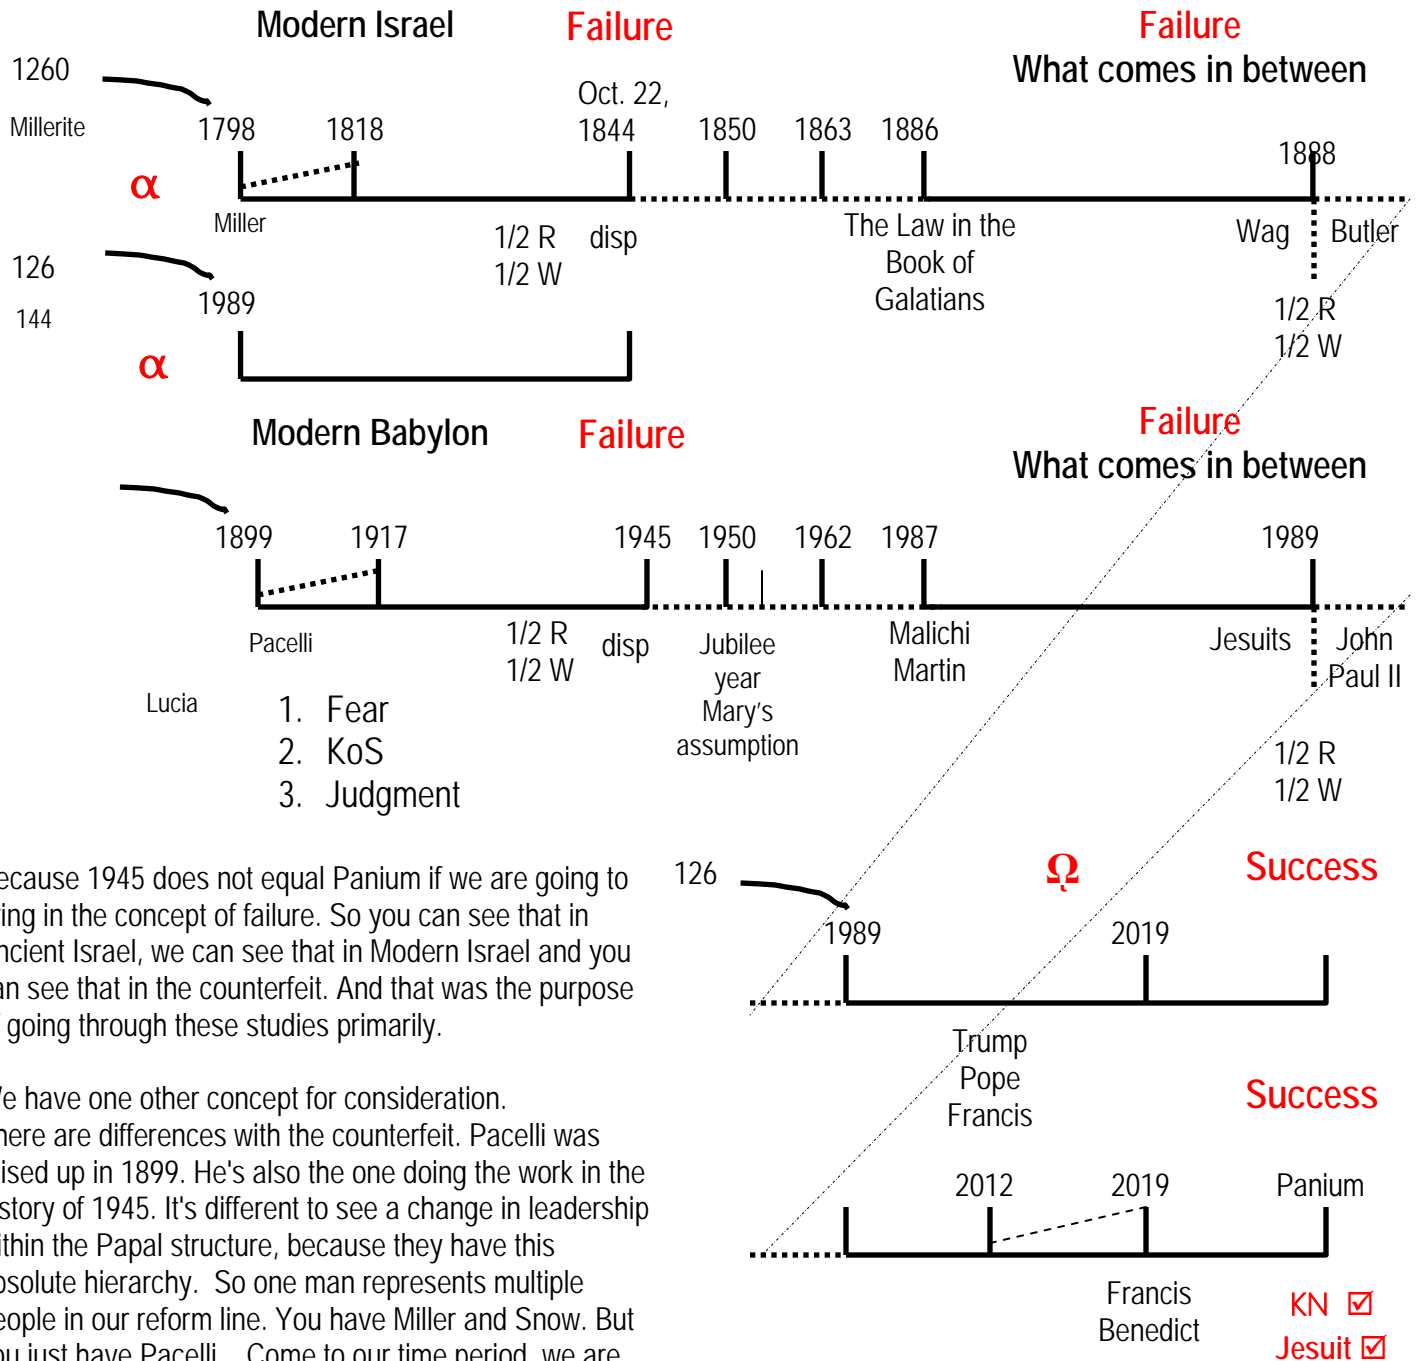 Modern Israel Failure Failure
What comes in between
1260
Oct. 22,
Millerite 1798 1818 1844 1850 1863 1886 1888
α
Miller 1/2 R disp The Law in the Wag Butler
1/2 W Book of
Galatians
126
1989
144
1/2 R
1/2 W
α
Modern Babylon Failure Failure
What comes in between
1899 1917 1945 1950 1962 1987 1989
Pacelli 1/2 R disp Jubilee Malichi Jesuits John
1/2 W year Martin Paul II
Mary's
assumption
Lucia
1. Fear
2. KoS
3. Judgment
1/2 R
1/2 W
126 Ω Success
1989 2019
Trump
Pope
Francis
Success
2012 2019 Panium
Francis
Benedict
KN ☑
Jesuit ☑
ecause 1945 does not equal Panium if we are going to
ing in the concept of failure. So you can see that in
ncient Israel, we can see that in Modern Israel and you
an see that in the counterfeit. And that was the purpose
going through these studies primarily.
e have one other concept for consideration.
here are differences with the counterfeit. Pacelli was
ised up in 1899. He's also the one doing the work in the
story of 1945. It's different to see a change in leadership
ithin the Papal structure, because they have this
bsolute hierarchy. So one man represents multiple
eople in our reform line. You have Miller and Snow. But
ou just have Pacelli. Come to our time period, we are